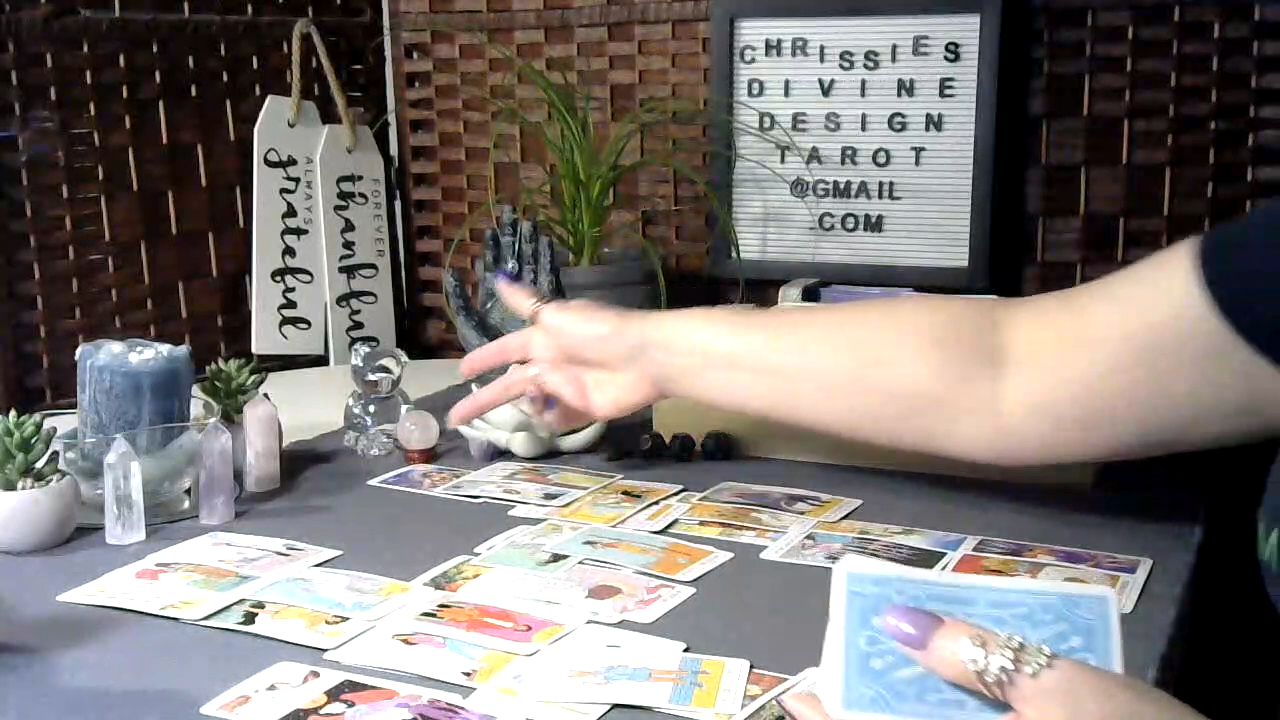 ALWAYS
grateful
FOREVER
thankful
CHRISSIES
DIVINE
DESIGN
TAROT
@GMAIL
.COM